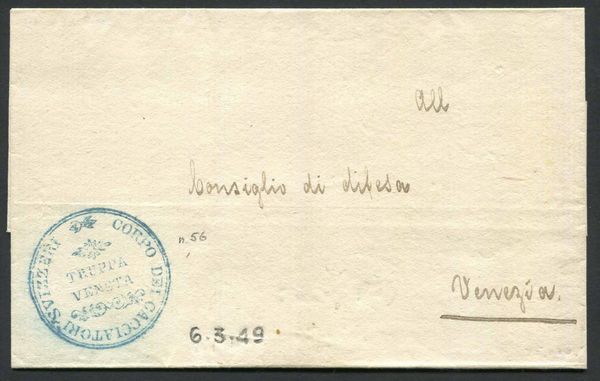 All
Consiglio di difesa
n. 56
CORPO DEI CACCIATORI SVIZZERI
TRUPPA
VENETA
Venezia.
6.3.49